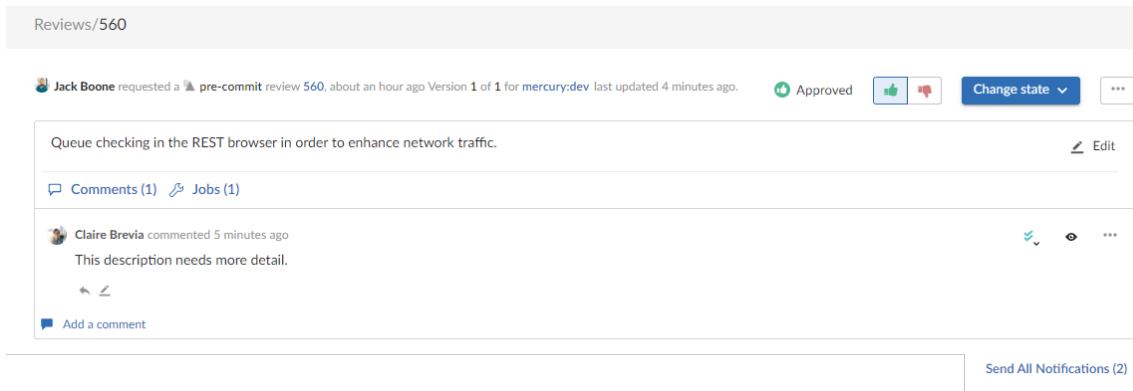 Reviews/560
Jack Boone requested a pre-commit review 560, about an hour ago Version 1 of 1 for mercury:dev last updated 4 minutes ago.
Approved
Change state
Queue checking in the REST browser in order to enhance network traffic.
Edit
Comments (1) Jobs (1)
Claire Brevia commented 5 minutes ago
This description needs more detail.
Add a comment
Send All Notifications (2)